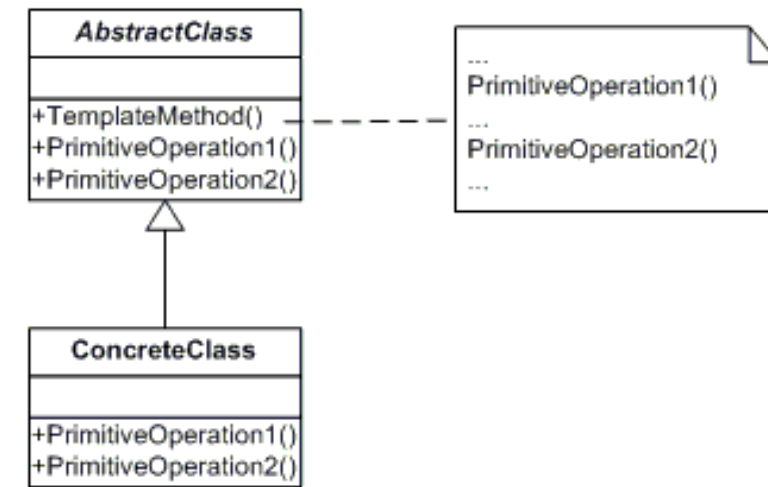 AbstractClass
+TemplateMethod()
+PrimitiveOperation1()
+PrimitiveOperation2()
...
PrimitiveOperation1()
...
PrimitiveOperation2()
...
ConcreteClass
+PrimitiveOperation1()
+PrimitiveOperation2()